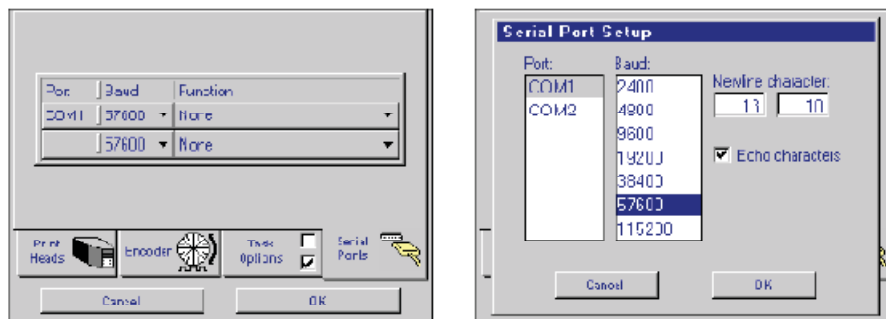 Port Baud Function
COM1 57600 None
57600 None
Print Heads
Encoder
Task Options
Serial Ports
Cancel OK
Serial Port Setup
Port: Baud: Newline character:
COM1 2400 13 10
COM2 4800
9600
19200 Echo characters
38400
57600
115200
Cancel OK